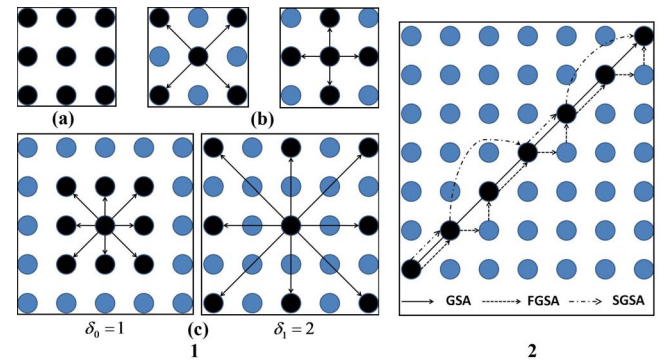 (a)
(b)
δ₀ = 1
(c)
δ₁ = 2
1
GSA
FGSA
SGSA
2